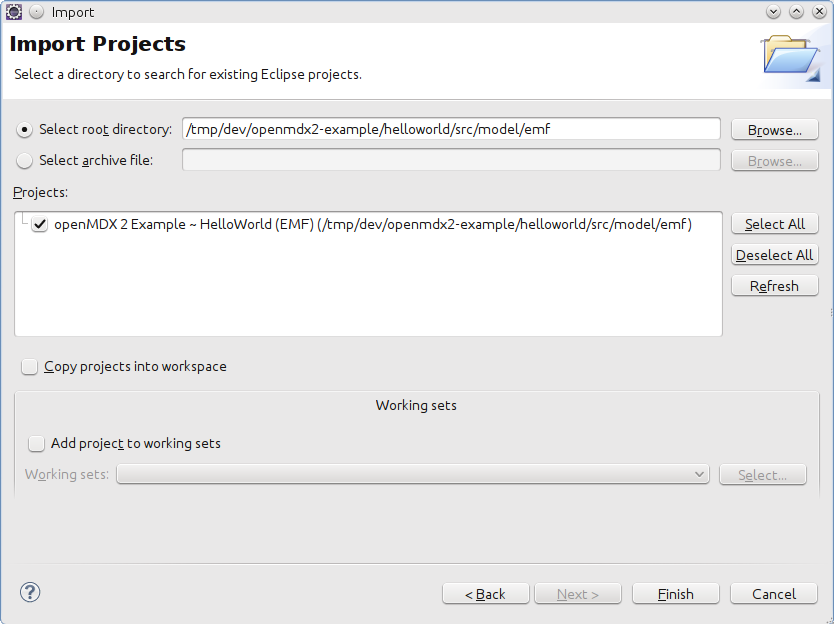 Import
Import Projects
Select a directory to search for existing Eclipse projects.
Select root directory: /tmp/dev/openmdx2-example/helloworld/src/model/emf Browse...
Select archive file: Browse...
Projects:
openMDX 2 Example ~ HelloWorld (EMF) (/tmp/dev/openmdx2-example/helloworld/src/model/emf)
Select All
Deselect All
Refresh
Copy projects into workspace
Working sets
Add project to working sets
Working sets: Select...
? < Back Next > Finish Cancel